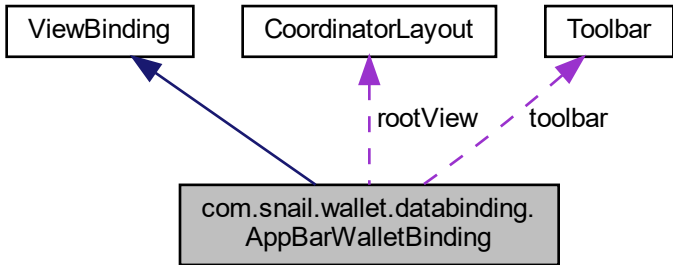 ViewBinding
CoordinatorLayout
Toolbar
rootView
toolbar
com.snail.wallet.databinding.
AppBarWalletBinding